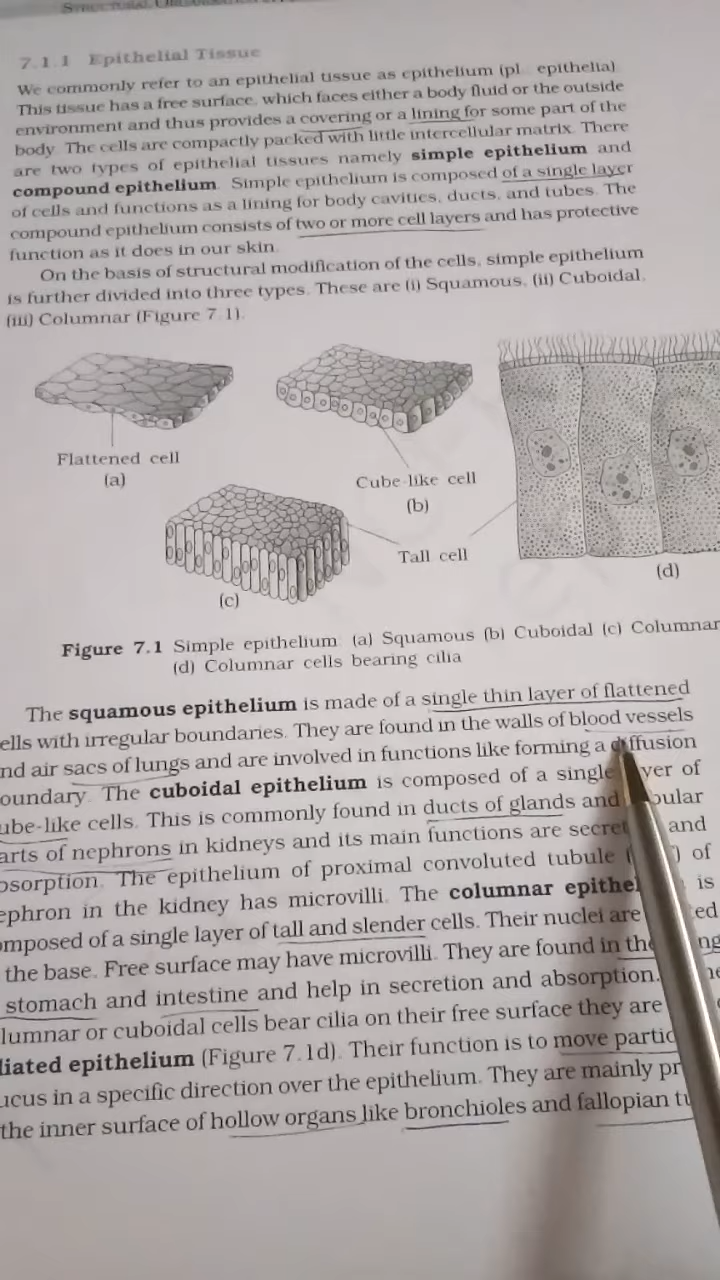 7.1.1 Epithelial Tissue
We commonly refer to an epithelial tissue as epithelium (pl. epithelia).
This tissue has a free surface, which faces either a body fluid or the outside
environment and thus provides a covering or a lining for some part of the
body. The cells are compactly packed with little intercellular matrix. There
are two types of epithelial tissues namely simple epithelium and
compound epithelium. Simple epithelium is composed of a single layer
of cells and functions as a lining for body cavities, ducts, and tubes. The
compound epithelium consists of two or more cell layers and has protective
function as it does in our skin.
On the basis of structural modification of the cells, simple epithelium
is further divided into three types. These are (i) Squamous, (ii) Cuboidal,
(iii) Columnar (Figure 7.1).
Flattened cell
(a)
Cube-like cell
(b)
Tall cell
(c)
(d)
Figure 7.1 Simple epithelium: (a) Squamous (b) Cuboidal (c) Columnar
(d) Columnar cells bearing cilia
The squamous epithelium is made of a single thin layer of flattened
ells with irregular boundaries. They are found in the walls of blood vessels
nd air sacs of lungs and are involved in functions like forming a diffusion
oundary. The cuboidal epithelium is composed of a single yer of
ube-like cells. This is commonly found in ducts of glands and bular
arts of nephrons in kidneys and its main functions are secret and
bsorption. The epithelium of proximal convoluted tubule ( ) of
ephron in the kidney has microvilli. The columnar epithel is
omposed of a single layer of tall and slender cells. Their nuclei are ted
the base. Free surface may have microvilli. They are found in the ng
stomach and intestine and help in secretion and absorption.
lumnar or cuboidal cells bear cilia on their free surface they are
liated epithelium (Figure 7.1d). Their function is to move partic
ucus in a specific direction over the epithelium. They are mainly pr
the inner surface of hollow organs like bronchioles and fallopian tu